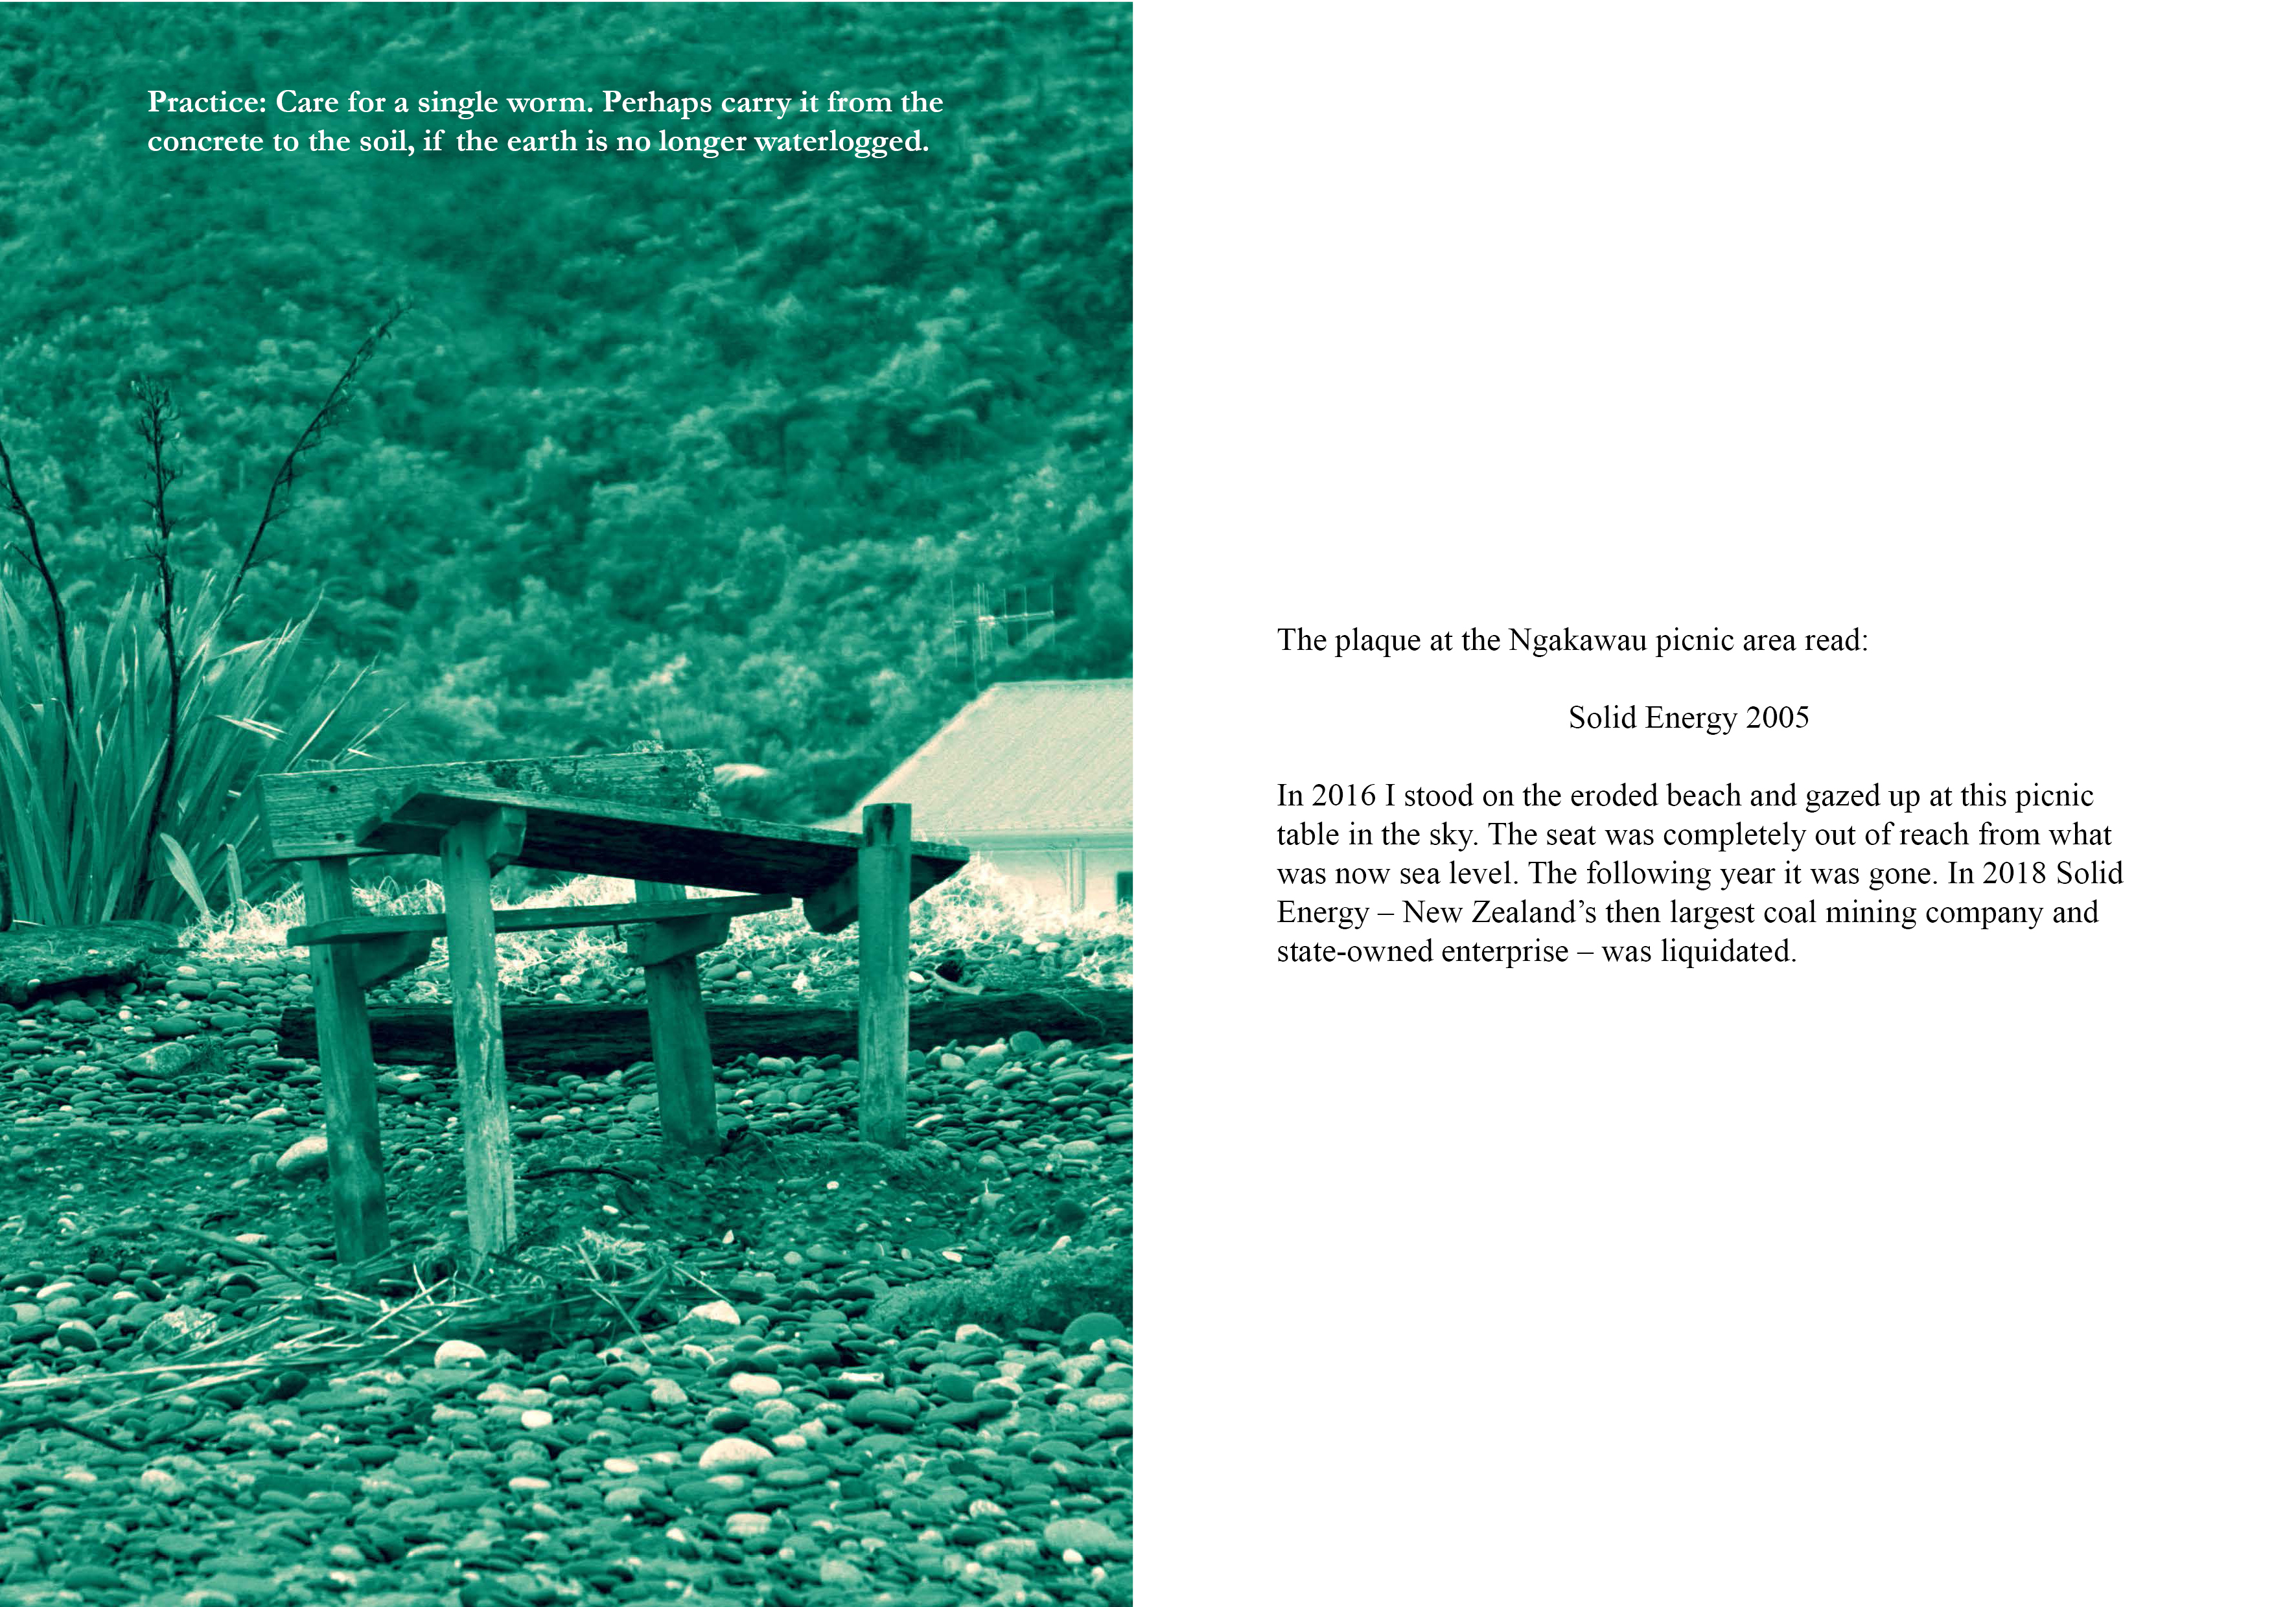 Practice: Care for a single worm. Perhaps carry it from the
concrete to the soil, if the earth is no longer waterlogged.
The plaque at the Ngakawau picnic area read:
Solid Energy 2005
In 2016 I stood on the eroded beach and gazed up at this picnic
table in the sky. The seat was completely out of reach from what
was now sea level. The following year it was gone. In 2018 Solid
Energy – New Zealand’s then largest coal mining company and
state-owned enterprise – was liquidated.